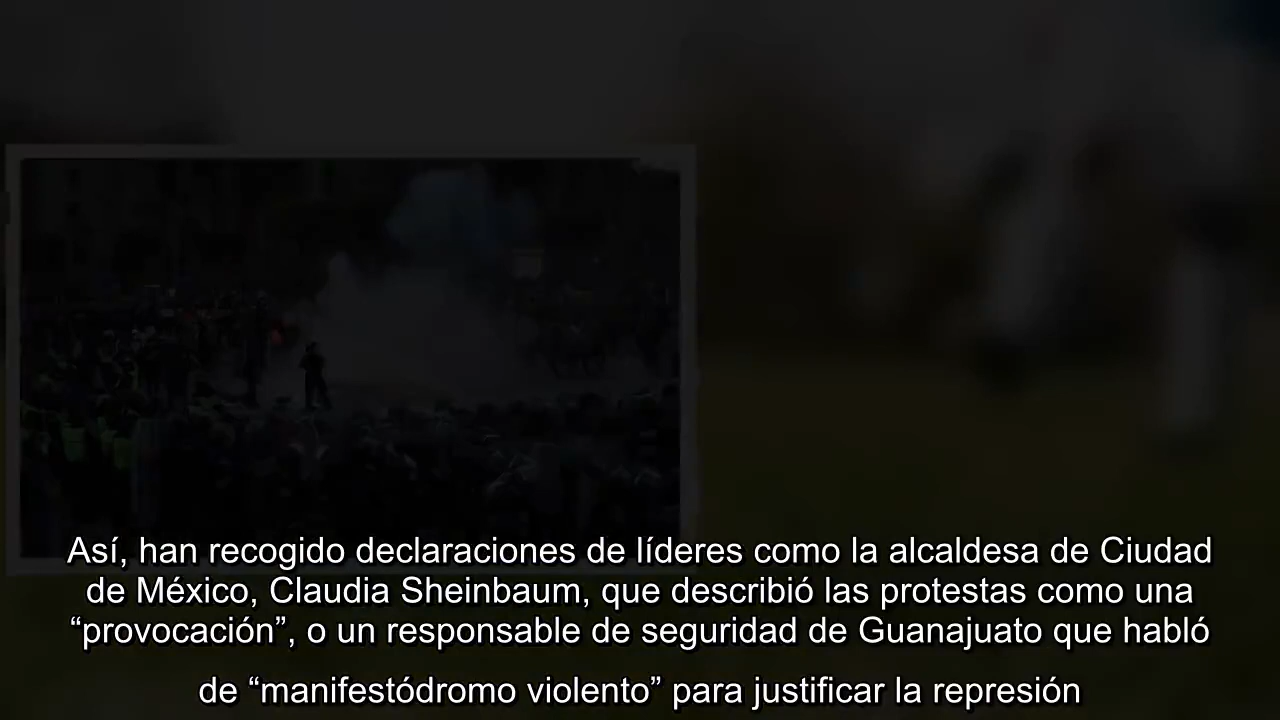 Así, han recogido declaraciones de líderes como la alcaldesa de Ciudad
de México, Claudia Sheinbaum, que describió las protestas como una
“provocación”, o un responsable de seguridad de Guanajuato que habló
de “manifestódromo violento” para justificar la represión